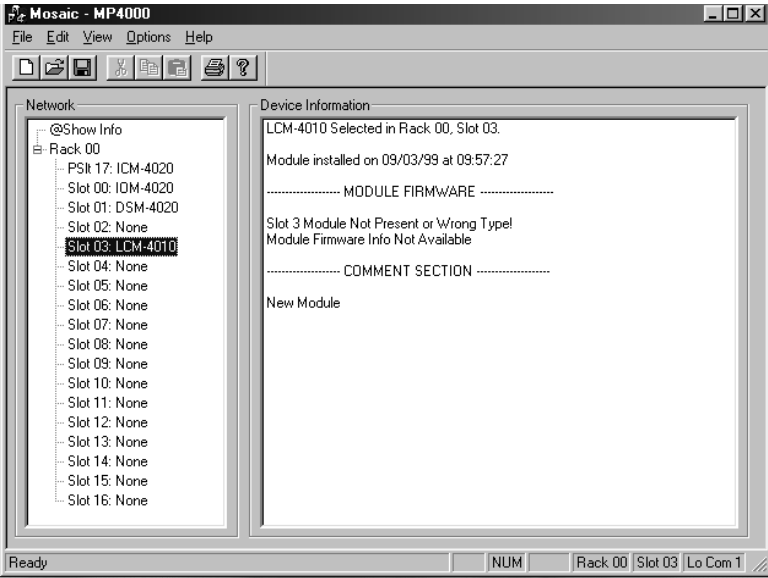 Mosaic - MP4000
File Edit View Options Help
Network
@Show Info
Rack 00
PSlt 17: ICM-4020
Slot 00: IOM-4020
Slot 01: DSM-4020
Slot 02: None
Slot 03: LCM-4010
Slot 04: None
Slot 05: None
Slot 06: None
Slot 07: None
Slot 08: None
Slot 09: None
Slot 10: None
Slot 11: None
Slot 12: None
Slot 13: None
Slot 14: None
Slot 15: None
Slot 16: None
Device Information
LCM-4010 Selected in Rack 00, Slot 03.
Module installed on 09/03/99 at 09:57:27
-------------------- MODULE FIRMWARE --------------------
Slot 3 Module Not Present or Wrong Type!
Module Firmware Info Not Available
-------------------- COMMENT SECTION --------------------
New Module
Ready NUM Rack 00 Slot 03 Lo Com 1